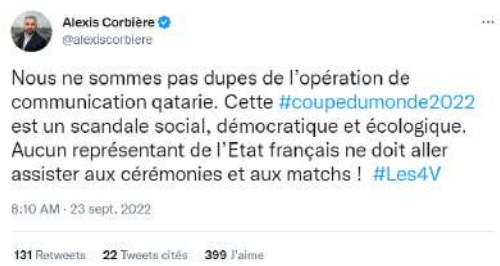 Alexis Corbière
@alexiscorbiere
Nous ne sommes pas dupes de l'opération de
communication qatarie. Cette #coupedumonde2022
est un scandale social, démocratique et écologique.
Aucun représentant de l'Etat français ne doit aller
assister aux cérémonies et aux matchs ! #Les4V
8:10 AM · 23 sept. 2022
131 Retweets 22 Tweets cités 399 J'aime